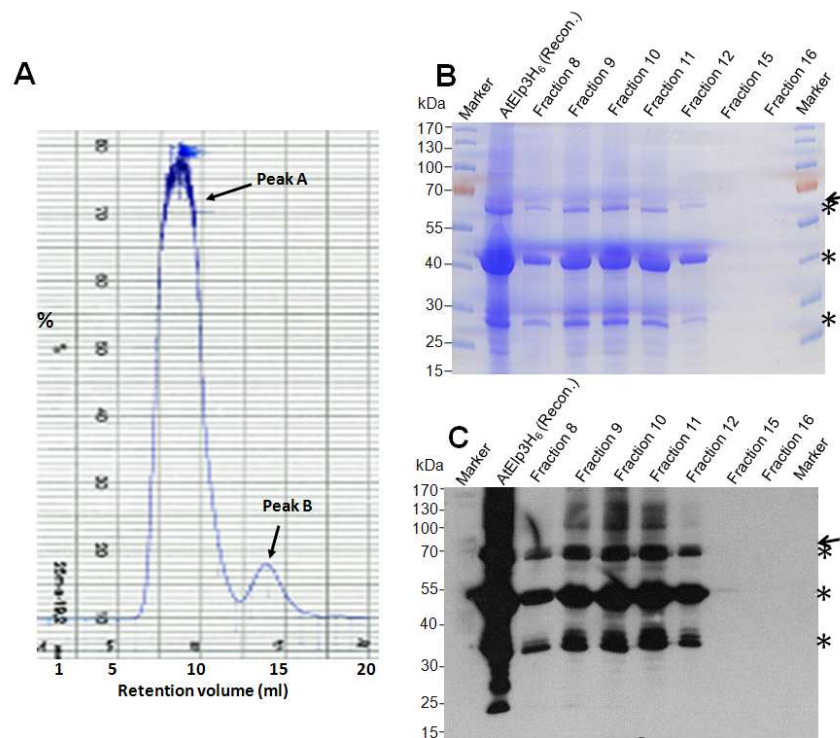 A
Peak A
%
Peak B
1 5 10 15 20
Retention volume (ml)
B
kDa
Marker
AtElp3H₆ (Recon.)
Fraction 8
Fraction 9
Fraction 10
Fraction 11
Fraction 12
Fraction 15
Fraction 16
Marker
170
130
100
70
55
40
30
25
15
*
*
*
C
kDa
Marker
AtElp3H₆ (Recon.)
Fraction 8
Fraction 9
Fraction 10
Fraction 11
Fraction 12
Fraction 15
Fraction 16
Marker
170
130
100
70
55
40
30
25
15
*
*
*